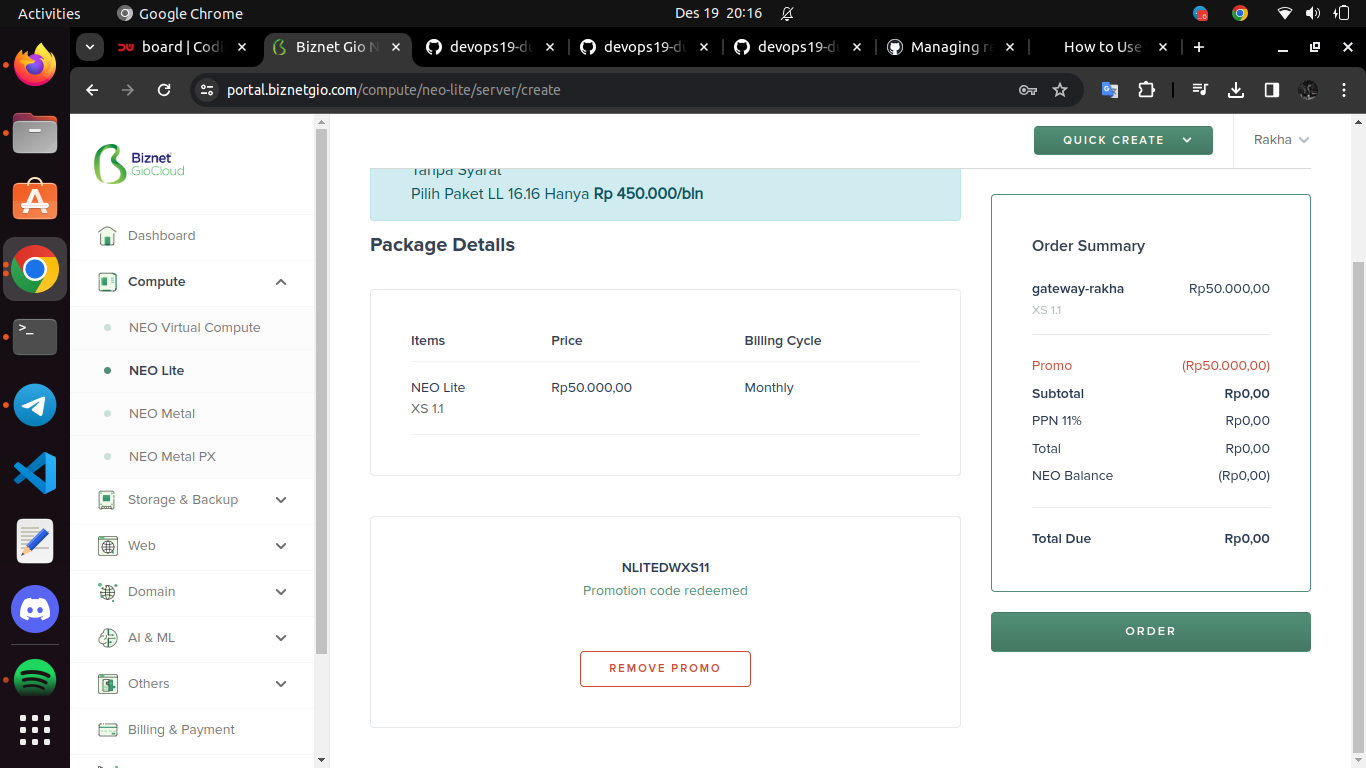 Activities
Google Chrome
Des 19 20:16
board | Codi
Biznet Gio N
devops19-du
devops19-du
devops19-du
Managing re
How to Use
portal.biznetgio.com/compute/neo-lite/server/create
Biznet
GioCloud
QUICK CREATE
Rakha
Dashboard
Compute
NEO Virtual Compute
NEO Lite
NEO Metal
NEO Metal PX
Storage & Backup
Web
Domain
AI & ML
Others
Billing & Payment
Tanpa Syarat
Pilih Paket LL 16.16 Hanya Rp 450.000/bln
Package Details
Items Price Billing Cycle
NEO Lite Rp50.000,00 Monthly
XS 1.1
NLITEDWXS11
Promotion code redeemed
REMOVE PROMO
Order Summary
gateway-rakha Rp50.000,00
XS 1.1
Promo (Rp50.000,00)
Subtotal Rp0,00
PPN 11% Rp0,00
Total Rp0,00
NEO Balance (Rp0,00)
Total Due Rp0,00
ORDER